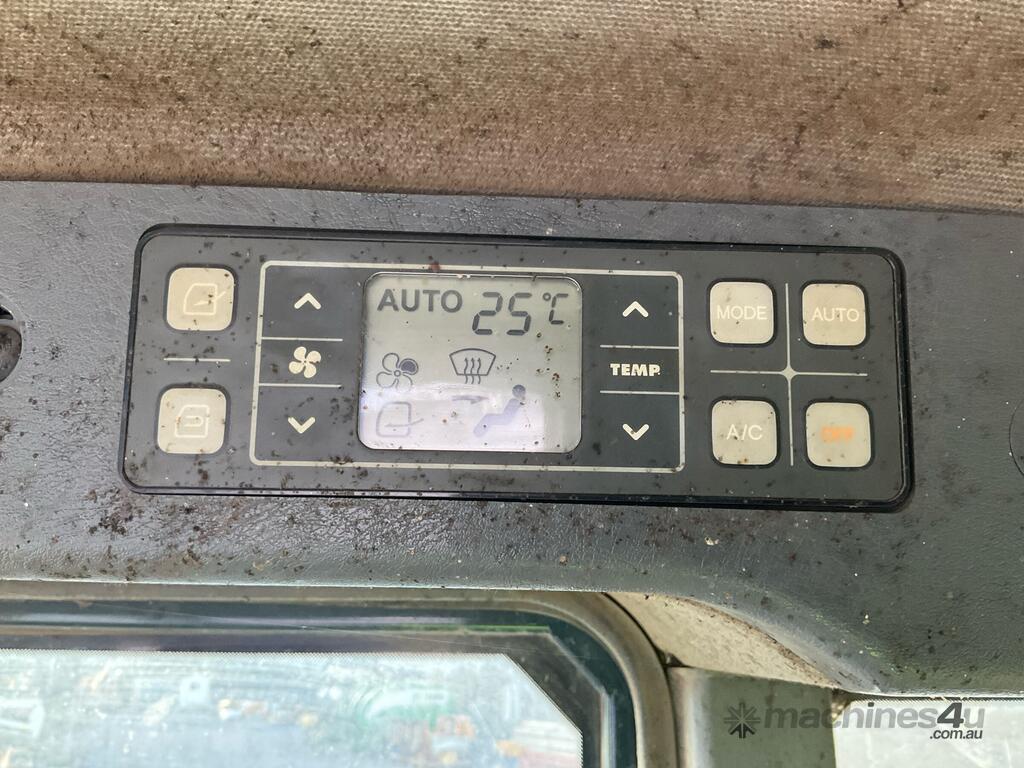 AUTO 25°C
TEMP.
MODE
AUTO
A/C
OFF
machines4u
.com.au